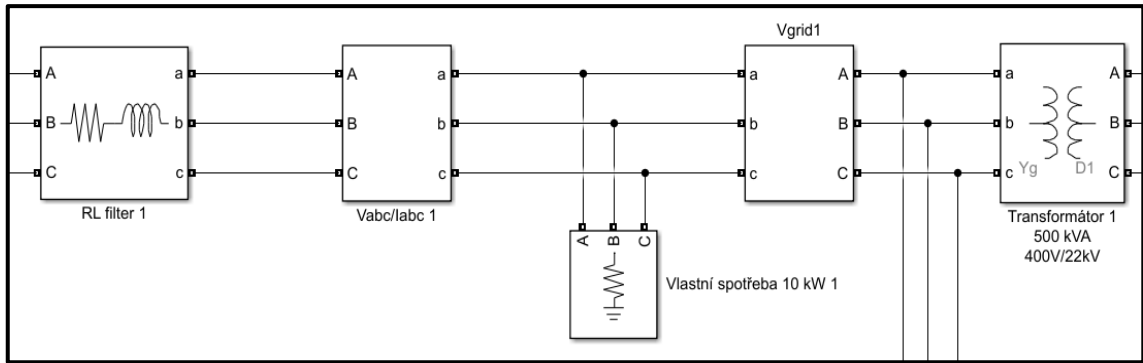 Vgrid1
A a A a a A a A
B b B b b B b B
C c C c c C c C
Yg D1
RL filter 1
Vabc/Iabc 1
A B C
Transformátor 1
500 kVA
400V/22kV
Vlastní spotřeba 10 kW 1